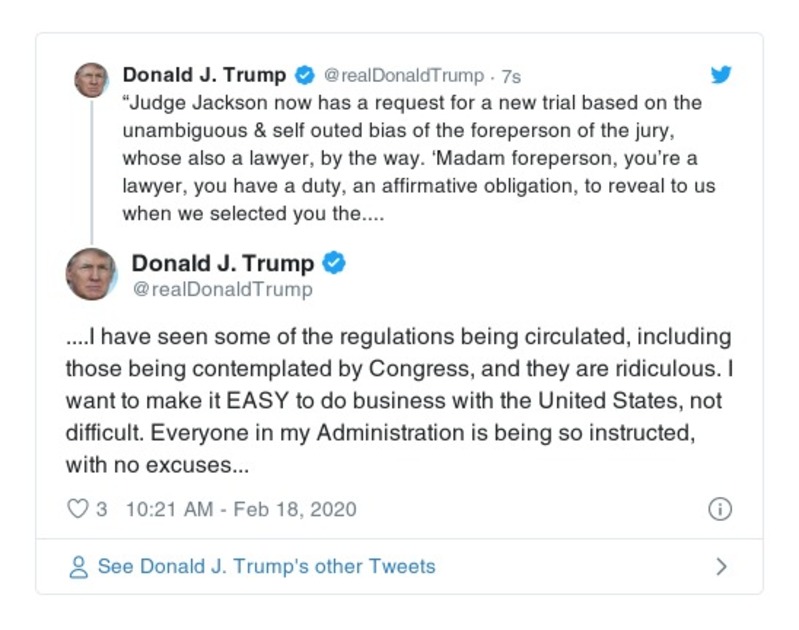 Donald J. Trump @realDonaldTrump · 7s
“Judge Jackson now has a request for a new trial based on the
unambiguous & self outed bias of the foreperson of the jury,
whose also a lawyer, by the way. ‘Madam foreperson, you’re a
lawyer, you have a duty, an affirmative obligation, to reveal to us
when we selected you the....
Donald J. Trump
@realDonaldTrump
....I have seen some of the regulations being circulated, including
those being contemplated by Congress, and they are ridiculous. I
want to make it EASY to do business with the United States, not
difficult. Everyone in my Administration is being so instructed,
with no excuses...
3 10:21 AM - Feb 18, 2020
See Donald J. Trump's other Tweets